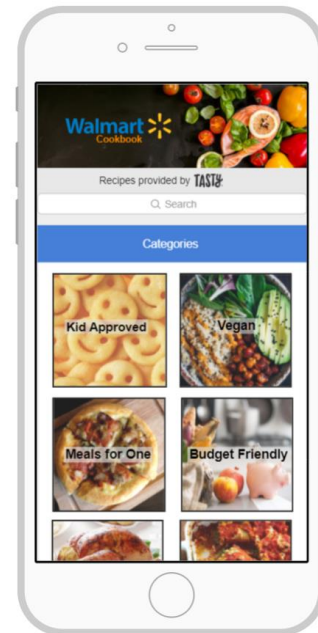 Walmart
Cookbook
Recipes provided by TASTY
Search
Categories
Kid Approved
Vegan
Meals for One
Budget Friendly